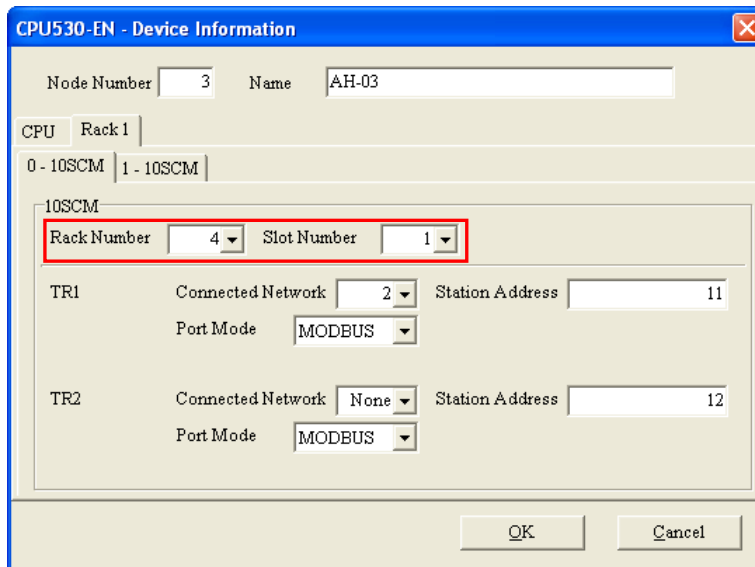 CPU530-EN - Device Information
Node Number 3 Name AH-03
CPU Rack 1
0 - 10SCM 1 - 10SCM
10SCM
Rack Number 4 Slot Number 1
TR1 Connected Network 2 Station Address 11
Port Mode MODBUS
TR2 Connected Network None Station Address 12
Port Mode MODBUS
OK Cancel